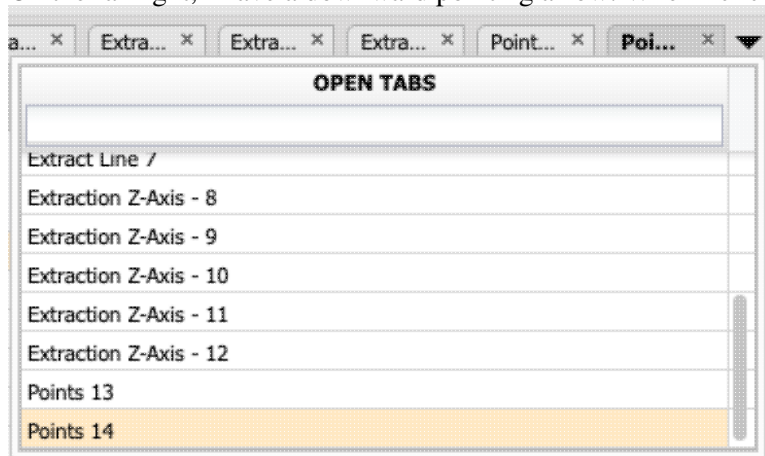 a... × Extra... × Extra... × Extra... × Point... × Poi... ×
OPEN TABS
Extract Line 7
Extraction Z-Axis - 8
Extraction Z-Axis - 9
Extraction Z-Axis - 10
Extraction Z-Axis - 11
Extraction Z-Axis - 12
Points 13
Points 14